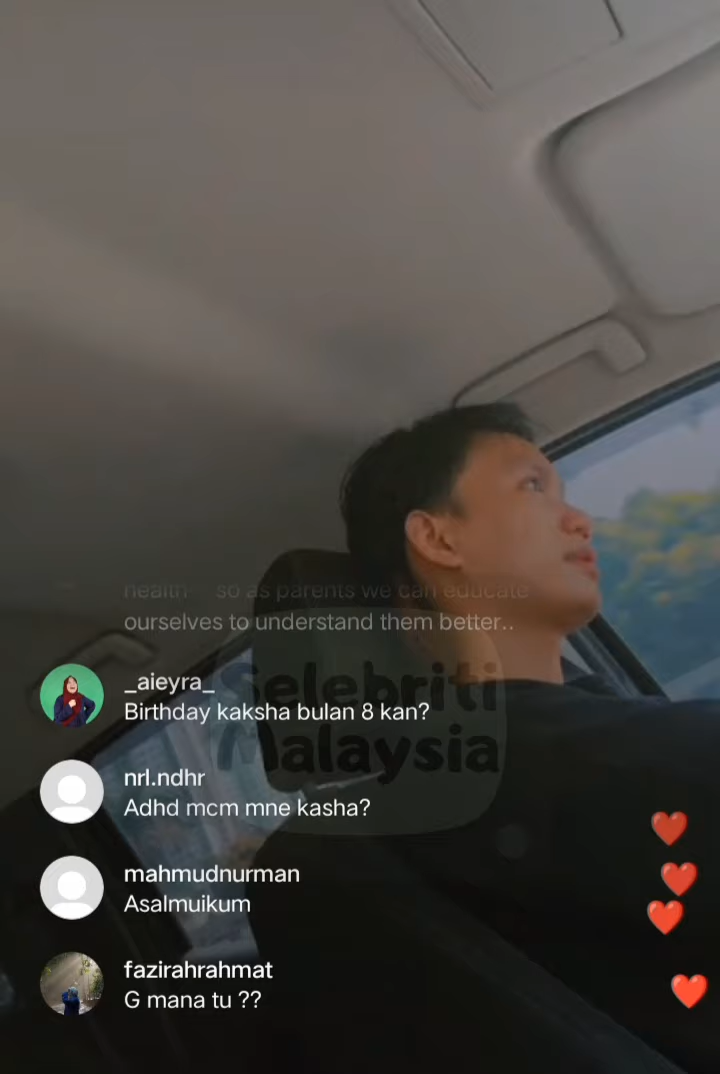 health so as parents we can educate
ourselves to understand them better..
_aieyra_
Birthday kaksha bulan 8 kan?
nrl.ndhr
Adhd mcm mne kasha?
mahmudnurman
Asalmuikum
fazirahrahmat
G mana tu ??
Selebriti
Malaysia